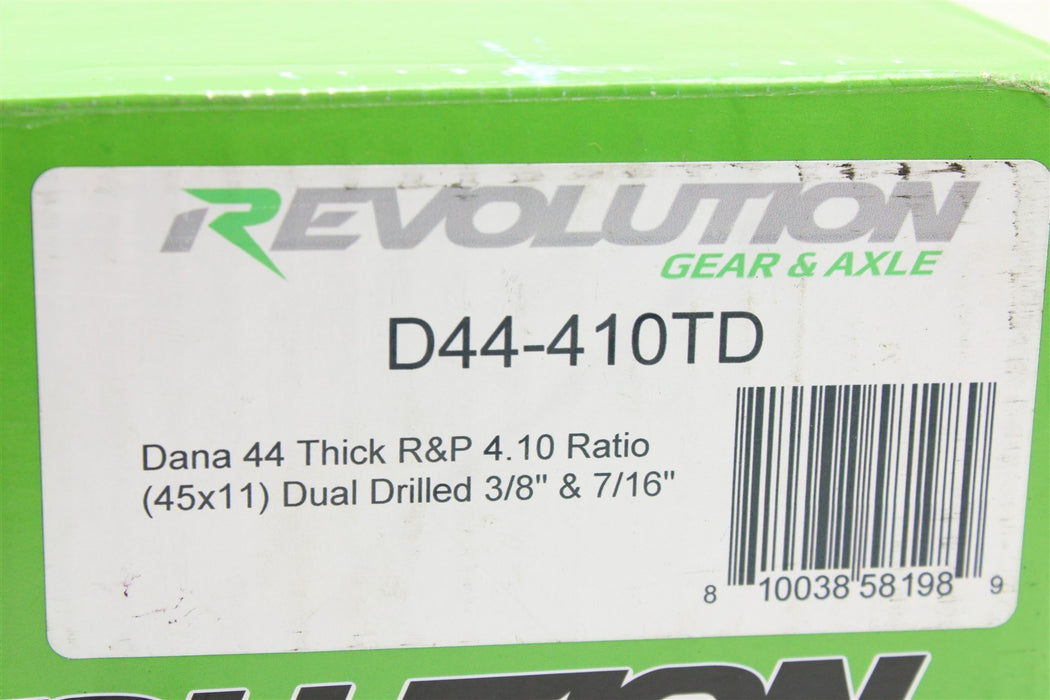 REVOLUTION
GEAR & AXLE
D44-410TD
Dana 44 Thick R&P 4.10 Ratio
(45x11) Dual Drilled 3/8" & 7/16"
8 10038 58198 9